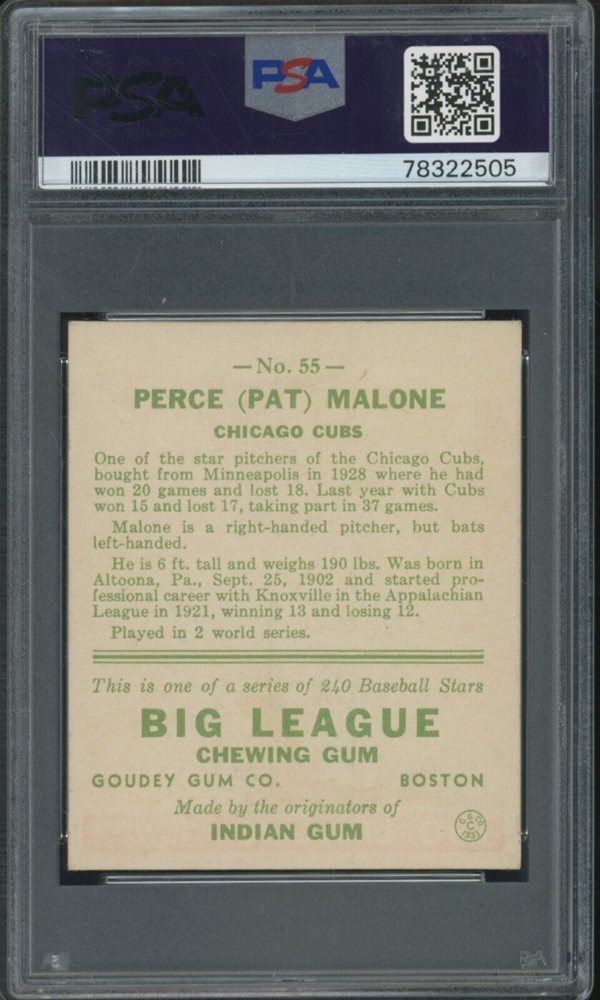 PSA
PSA
78322505
— No. 55 —
PERCE (PAT) MALONE
CHICAGO CUBS
One of the star pitchers of the Chicago Cubs,
bought from Minneapolis in 1928 where he had
won 20 games and lost 18. Last year with Cubs
won 15 and lost 17, taking part in 37 games.
Malone is a right-handed pitcher, but bats
left-handed.
He is 6 ft. tall and weighs 190 lbs. Was born in
Altoona, Pa., Sept. 25, 1902 and started pro-
fessional career with Knoxville in the Appalachian
League in 1921, winning 13 and losing 12.
Played in 2 world series.
This is one of a series of 240 Baseball Stars
BIG LEAGUE
CHEWING GUM
GOUDEY GUM CO. BOSTON
Made by the originators of
INDIAN GUM
G. G. CO.
C
1933
PSA